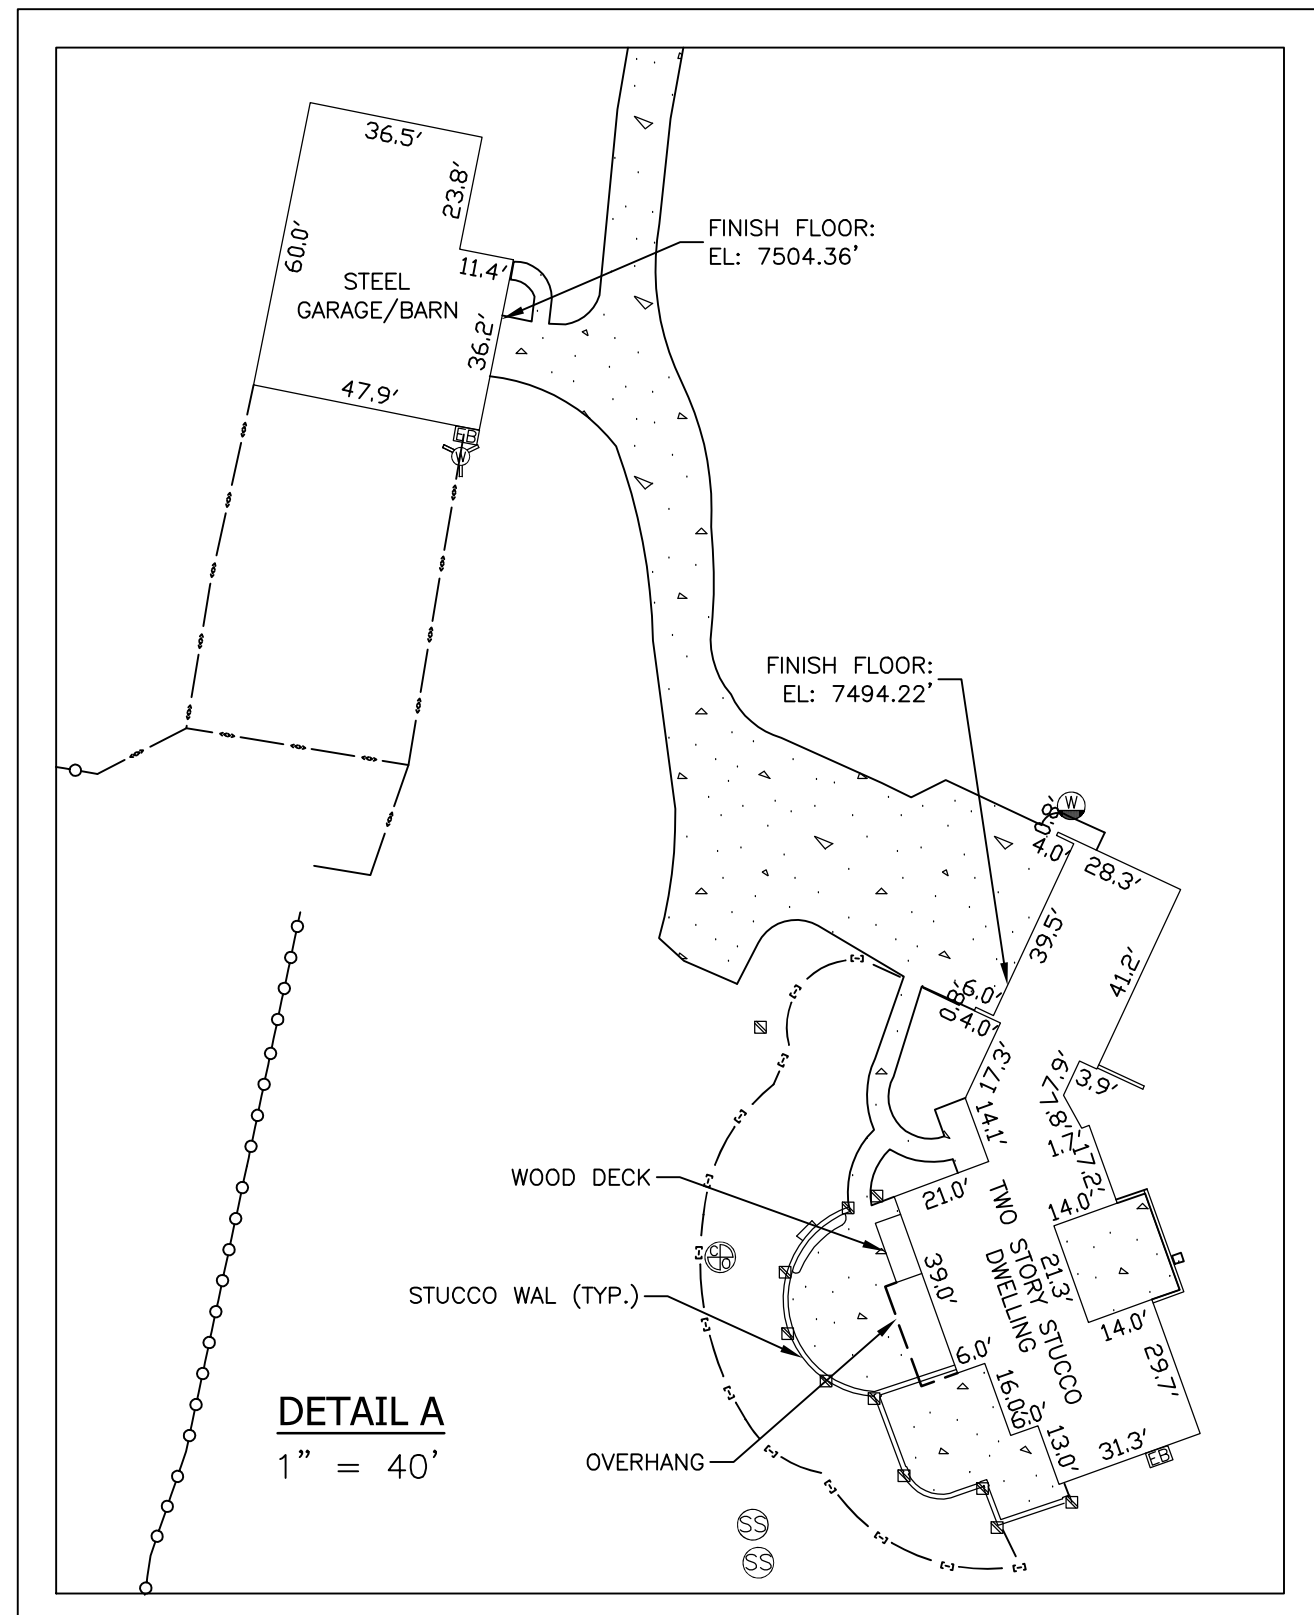 36.5'
23.8'
60.0'
FINISH FLOOR:
EL: 7504.36'
11.4'
STEEL
GARAGE/BARN
36.2'
47.9'
EB
W
FINISH FLOOR:
EL: 7494.22'
W
0.8'
4.0'
28.3'
39.5'
41.2'
6.0'
0.8'
4.0'
17.3'
7.9'
3.9'
7.8'
14.1'
1.7'
17.2'
WOOD DECK
21.0'
14.0'
TWO STORY STUCCO
DWELLING
C
O
21.3'
39.0'
STUCCO WAL (TYP.)
14.0'
6.0'
29.7'
16.0'
6.0'
13.0'
31.3'
EB
DETAIL A
1" = 40'
OVERHANG
SS
SS